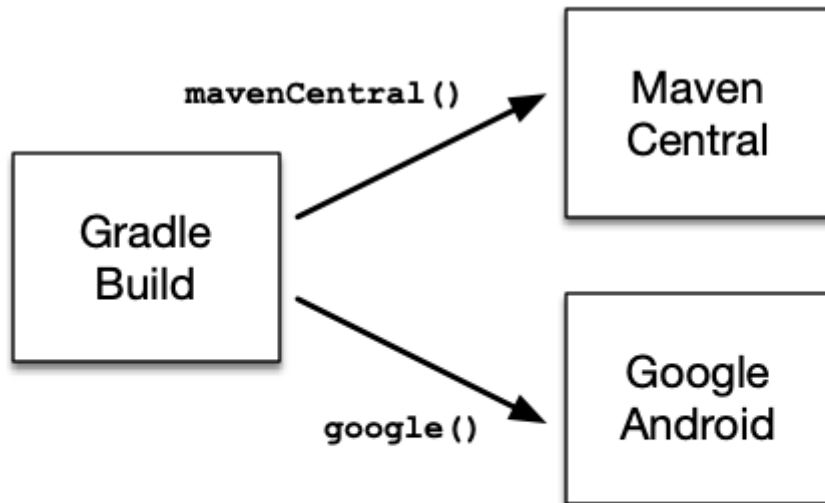 mavenCentral()
Maven
Central
Gradle
Build
Google
Android
google()